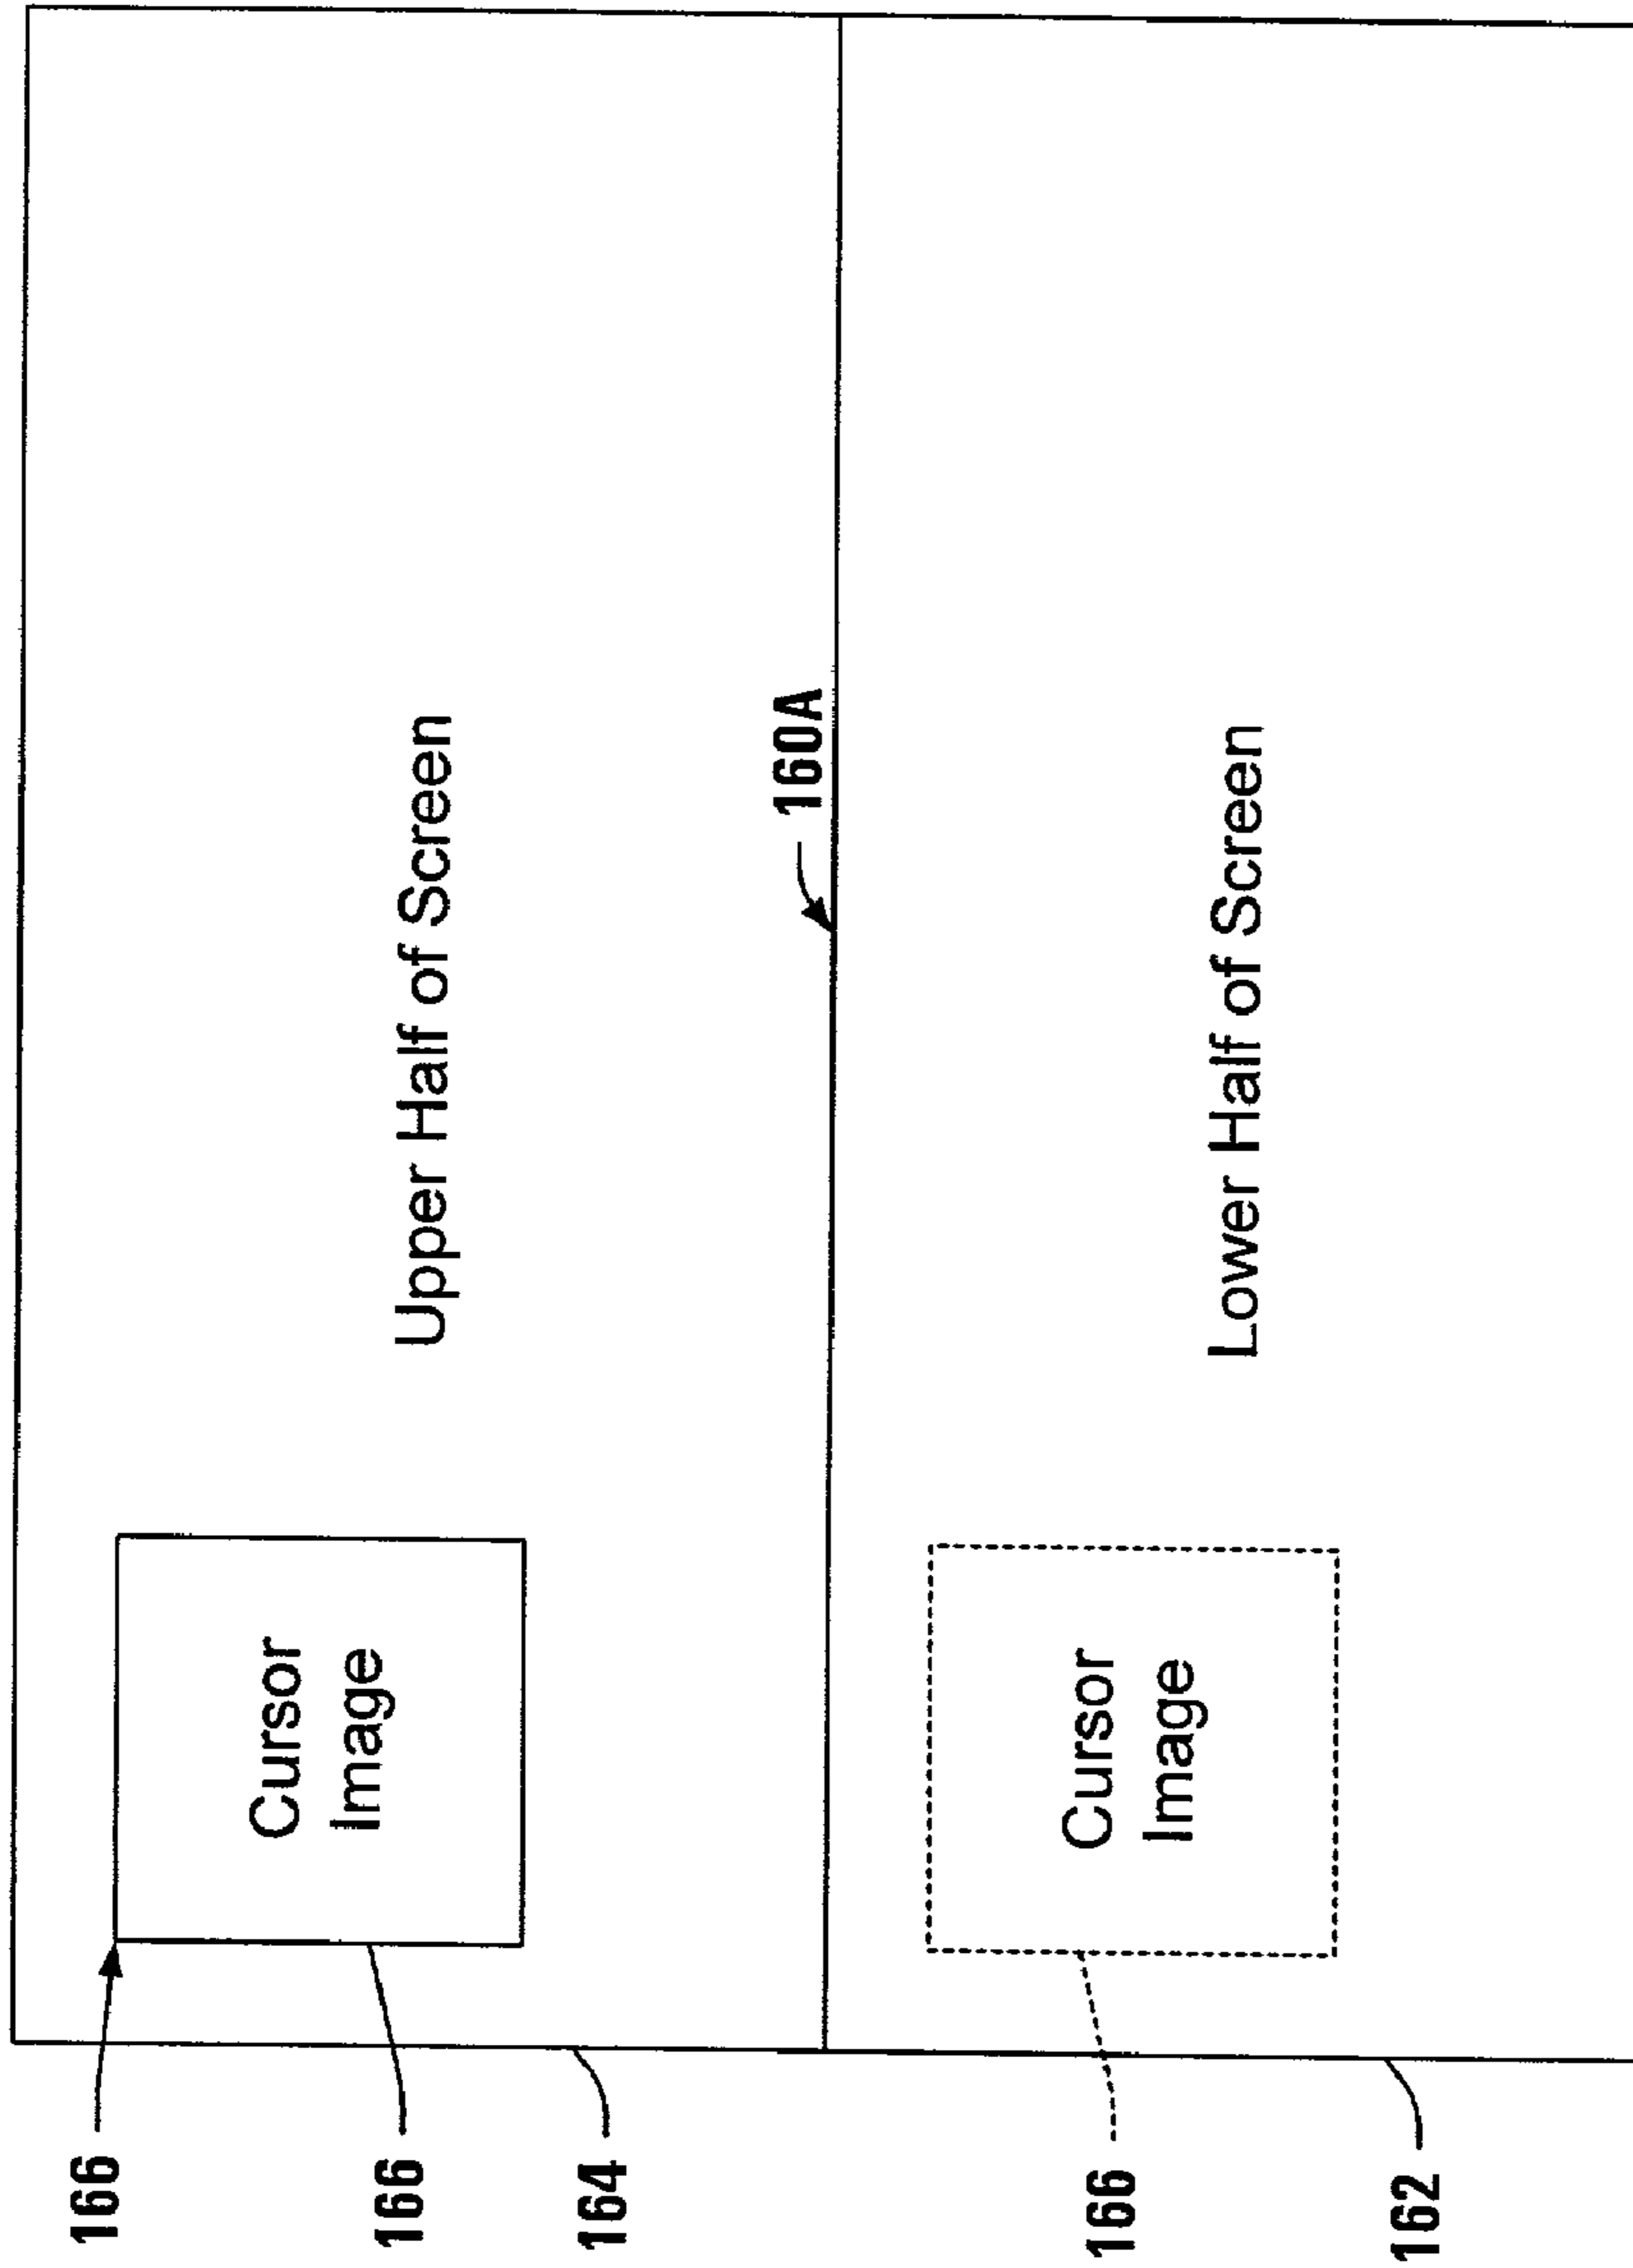 166
Cursor
Image
166
Upper Half of Screen
164
160A
Cursor
Image
166
Lower Half of Screen
162